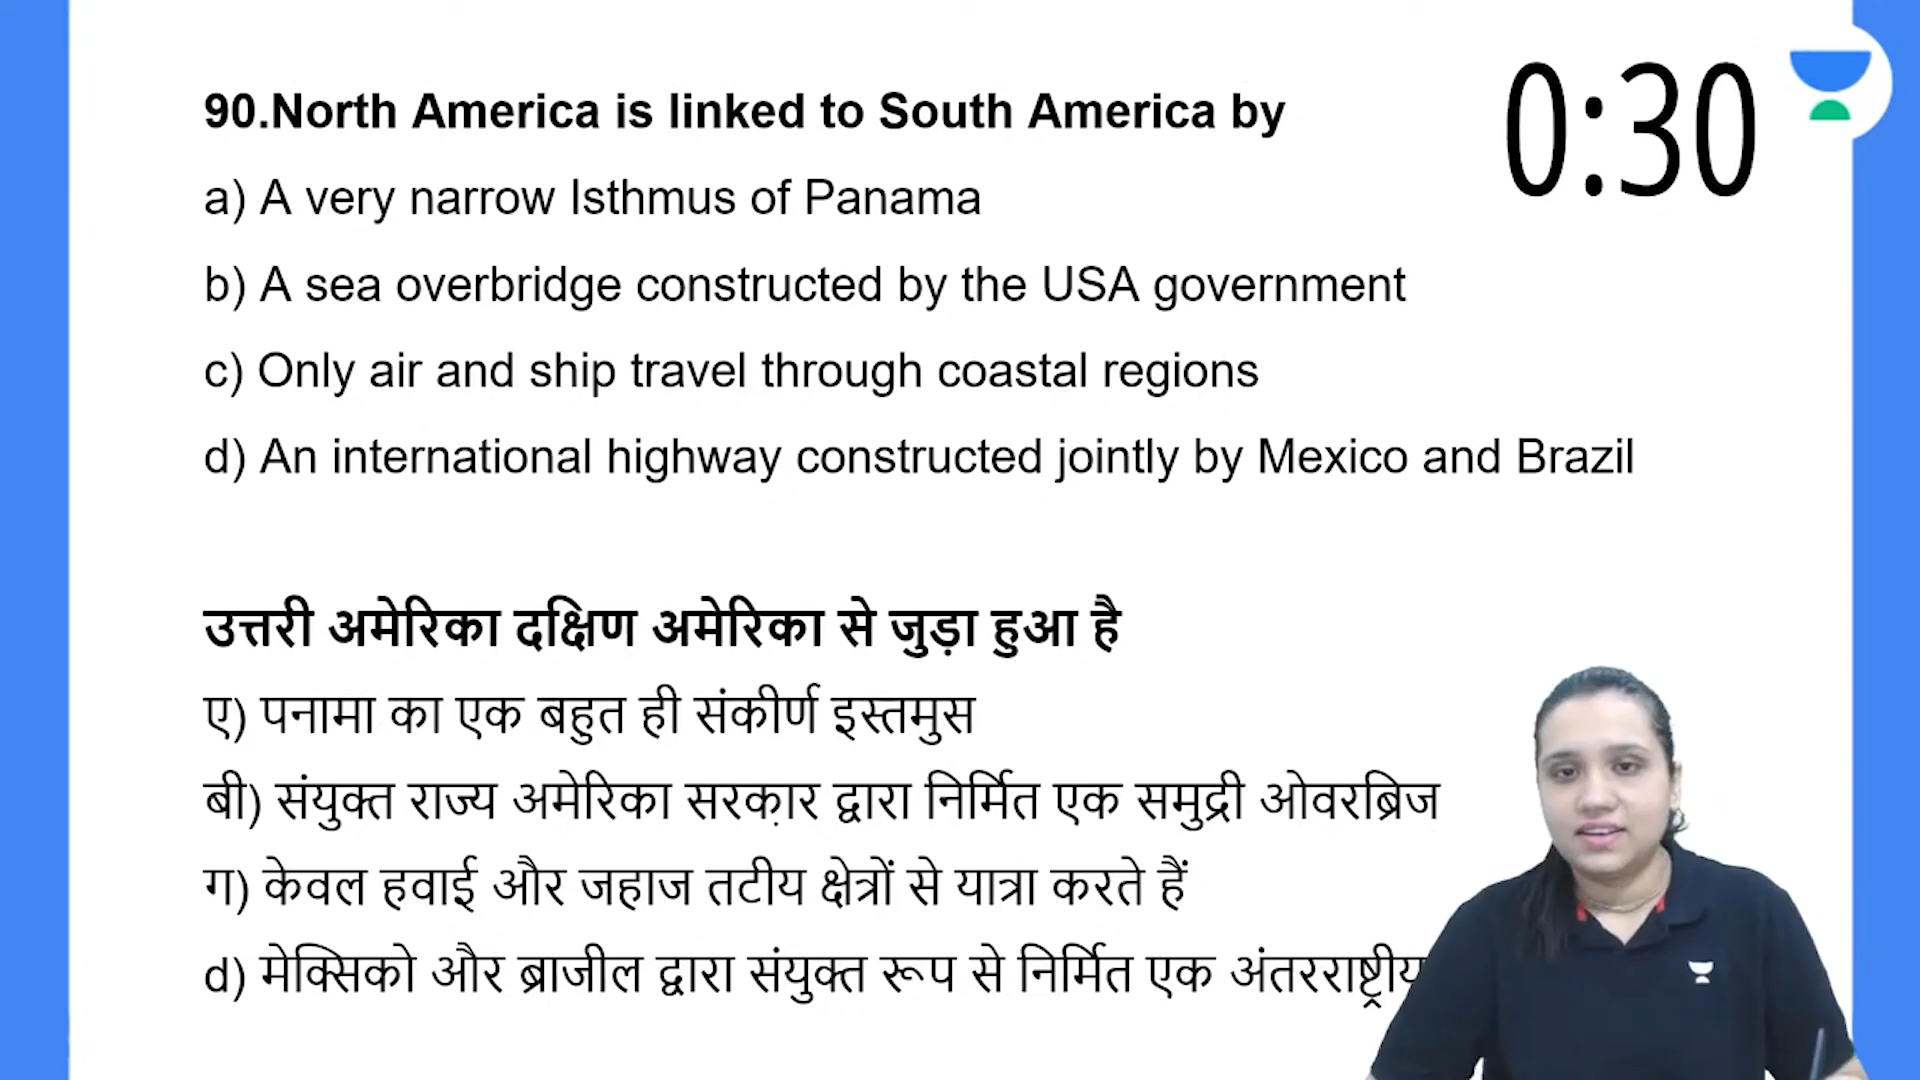 90.North America is linked to South America by
0:30
a) A very narrow Isthmus of Panama
b) A sea overbridge constructed by the USA government
c) Only air and ship travel through coastal regions
d) An international highway constructed jointly by Mexico and Brazil
उत्तरी अमेरिका दक्षिण अमेरिका से जुड़ा हुआ है
ए) पनामा का एक बहुत ही संकीर्ण इस्तमुस
बी) संयुक्त राज्य अमेरिका सरक़ार द्वारा निर्मित एक समुद्री ओवरब्रिज
ग) केवल हवाई और जहाज तटीय क्षेत्रों से यात्रा करते हैं
d) मेक्सिको और ब्राजील द्वारा संयुक्त रूप से निर्मित एक अंतरराष्ट्रीय